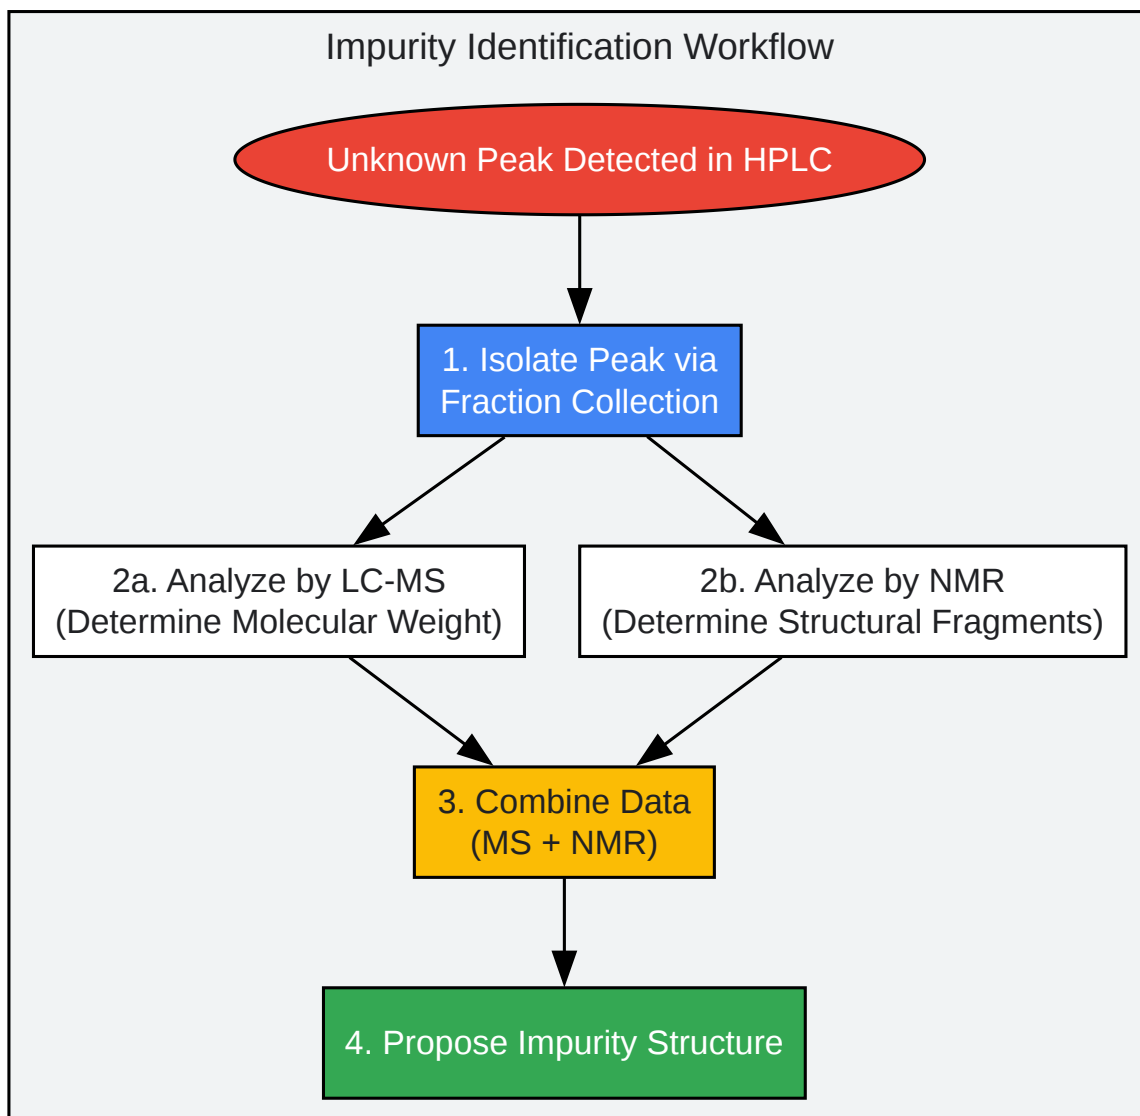 Impurity Identification Workflow
Unknown Peak Detected in HPLC
1. Isolate Peak via
Fraction Collection
2a. Analyze by LC-MS
(Determine Molecular Weight)
2b. Analyze by NMR
(Determine Structural Fragments)
3. Combine Data
(MS + NMR)
4. Propose Impurity Structure